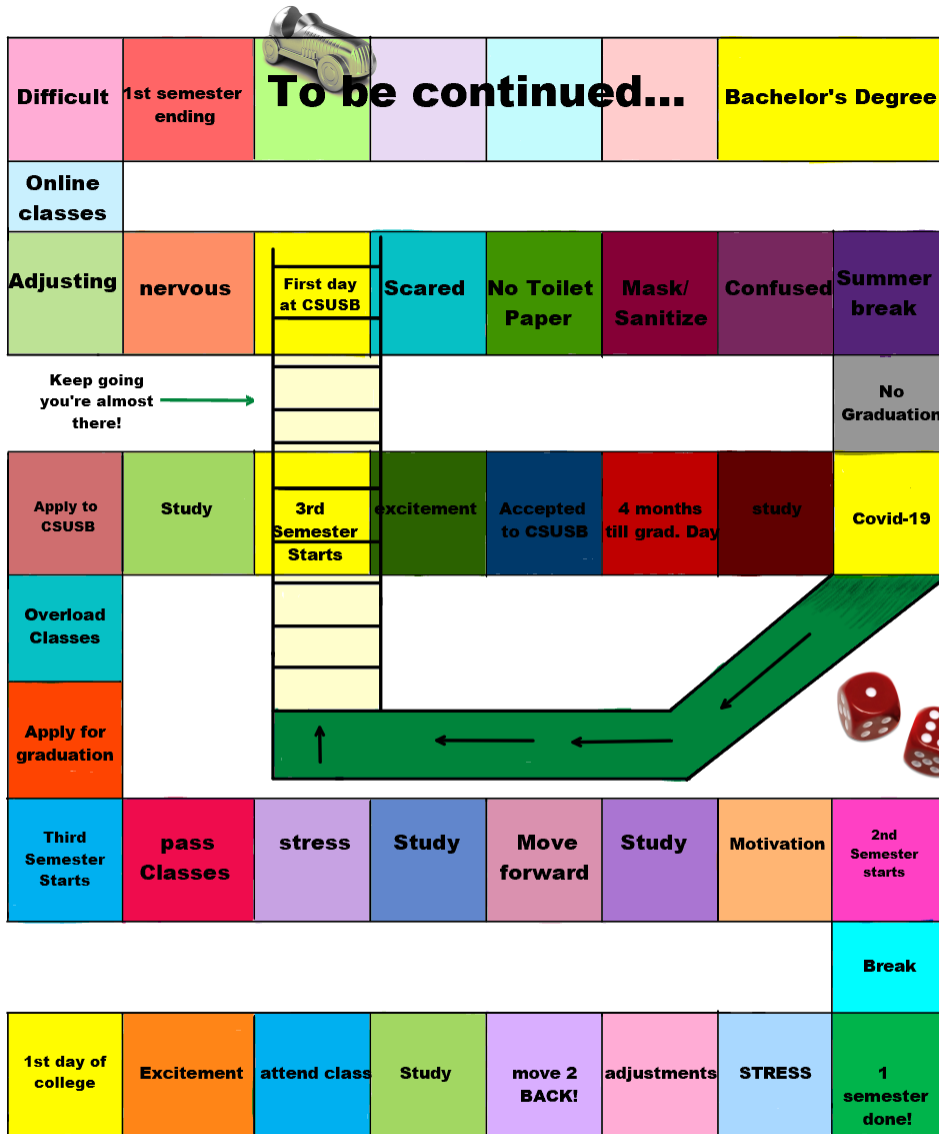 To be continued...
Difficult
1st semester
ending
Bachelor's Degree
Online
classes
Adjusting
nervous
First day
at CSUSB
Scared
No Toilet
Paper
Mask/
Sanitize
Confused
Summer
break
Keep going
you're almost
there!
No
Graduation
Apply to
CSUSB
Study
3rd
Semester
Starts
excitement
Accepted
to CSUSB
4 months
till grad. Day
study
Covid-19
Overload
Classes
Apply for
graduation
Third
Semester
Starts
pass
Classes
stress
Study
Move
forward
Study
Motivation
2nd
Semester
starts
Break
1st day of
college
Excitement
attend class
Study
move 2
BACK!
adjustments
STRESS
1
semester
done!